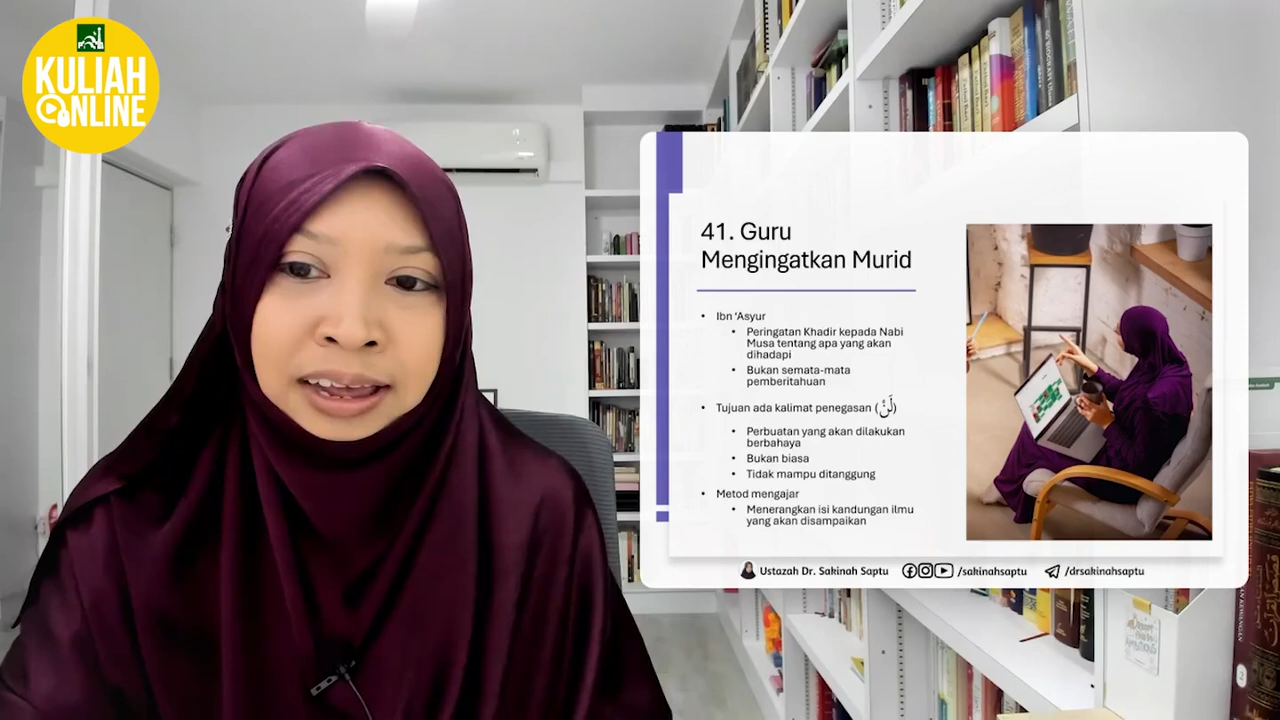 KULIAH
ONLINE
41. Guru
Mengingatkan Murid
• Ibn ‘Asyur
• Peringatan Khadir kepada Nabi
Musa tentang apa yang akan
dihadapi
• Bukan semata-mata
pemberitahuan
• Tujuan ada kalimat penegasan (لَنْ)
• Perbuatan yang akan dilakukan
berbahaya
• Bukan biasa
• Tidak mampu ditanggung
• Metod mengajar
• Menerangkan isi kandungan ilmu
yang akan disampaikan
Ustazah Dr. Sakinah Saptu /sakinahsaptu /drsakinahsaptu